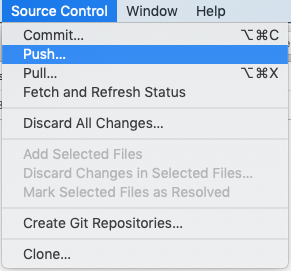 Source Control Window Help
Commit... ⌥⌘C
Push...
Pull... ⌥⌘X
Fetch and Refresh Status
Discard All Changes...
Add Selected Files
Discard Changes in Selected Files...
Mark Selected Files as Resolved
Create Git Repositories...
Clone...